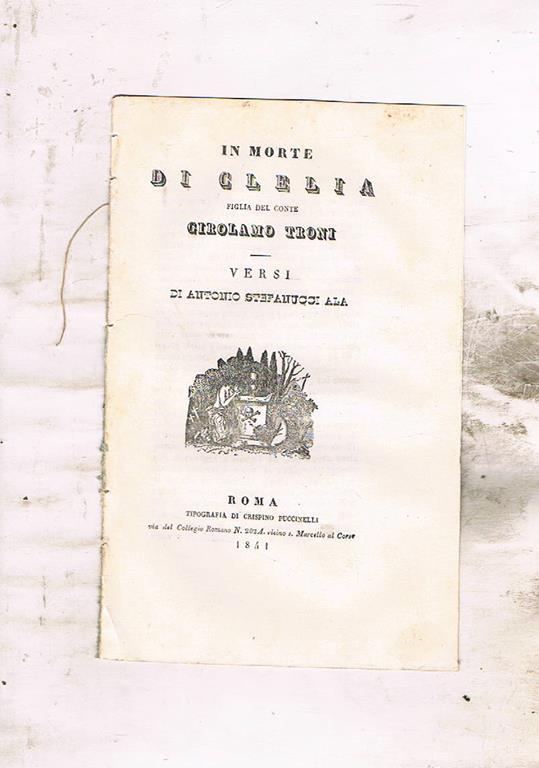 IN MORTE
DI CLELIA
FIGLIA DEL CONTE
GIROLAMO TRONI
VERSI
DI ANTONIO STEFANUCCI ALA
ROMA
TIPOGRAFIA DI CRISPINO PUCCINELLI
via del Collegio Romano N. 202A. vicino s. Marcello al Corso
1841